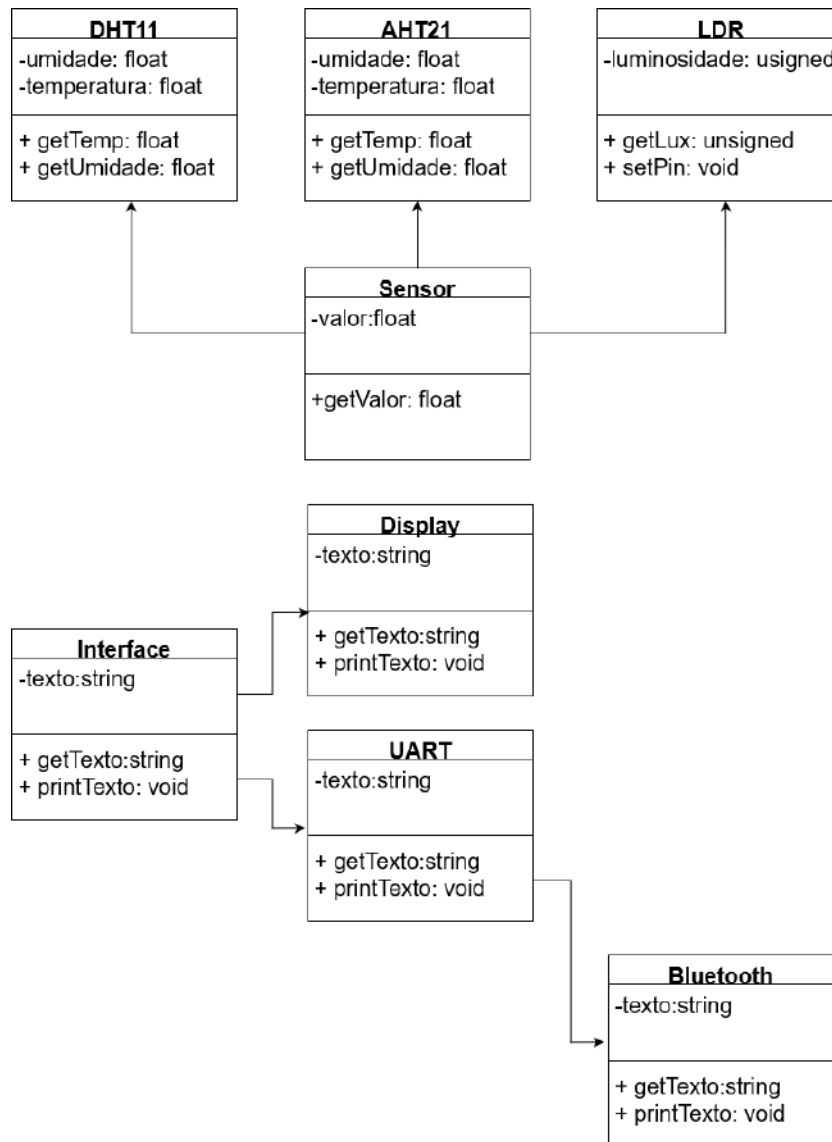 DHT11
-umidade: float
-temperatura: float
+ getTemp: float
+ getUmidade: float
AHT21
-umidade: float
-temperatura: float
+ getTemp: float
+ getUmidade: float
LDR
-luminosidade: usigned
+ getLux: unsigned
+ setPin: void
Sensor
-valor:float
+getValor: float
Display
-texto:string
+ getTexto:string
+ printTexto: void
Interface
-texto:string
+ getTexto:string
+ printTexto: void
UART
-texto:string
+ getTexto:string
+ printTexto: void
Bluetooth
-texto:string
+ getTexto:string
+ printTexto: void